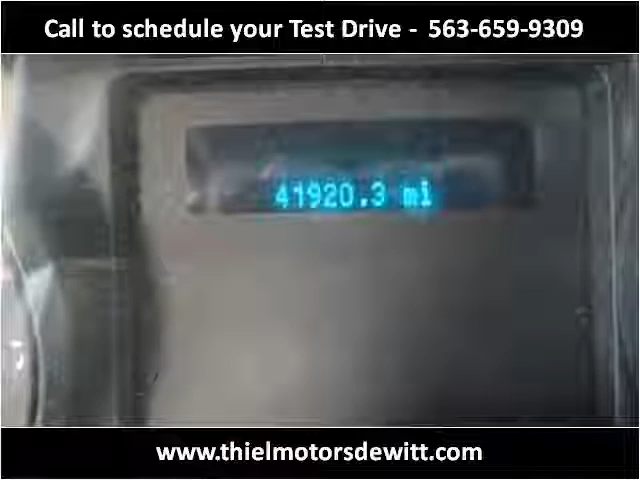 Call to schedule your Test Drive - 563-659-9309
41920.3 mi
www.thielmotorsdewitt.com